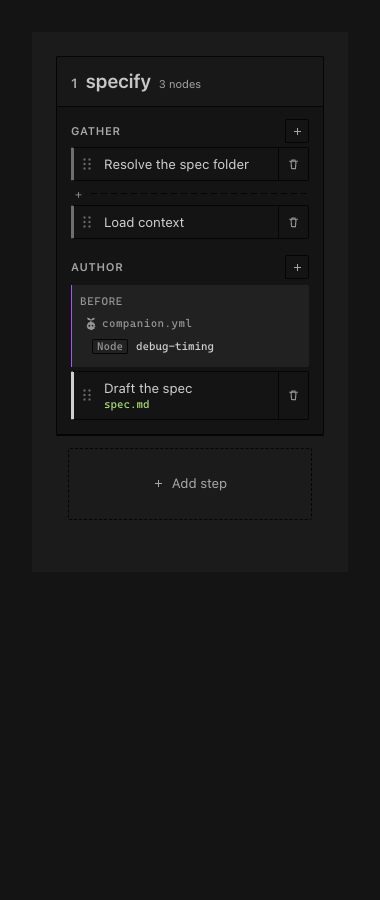 1 specify 3 nodes
GATHER +
Resolve the spec folder
+
Load context
AUTHOR +
BEFORE
companion.yml
Node debug-timing
Draft the spec
spec.md
+ Add step